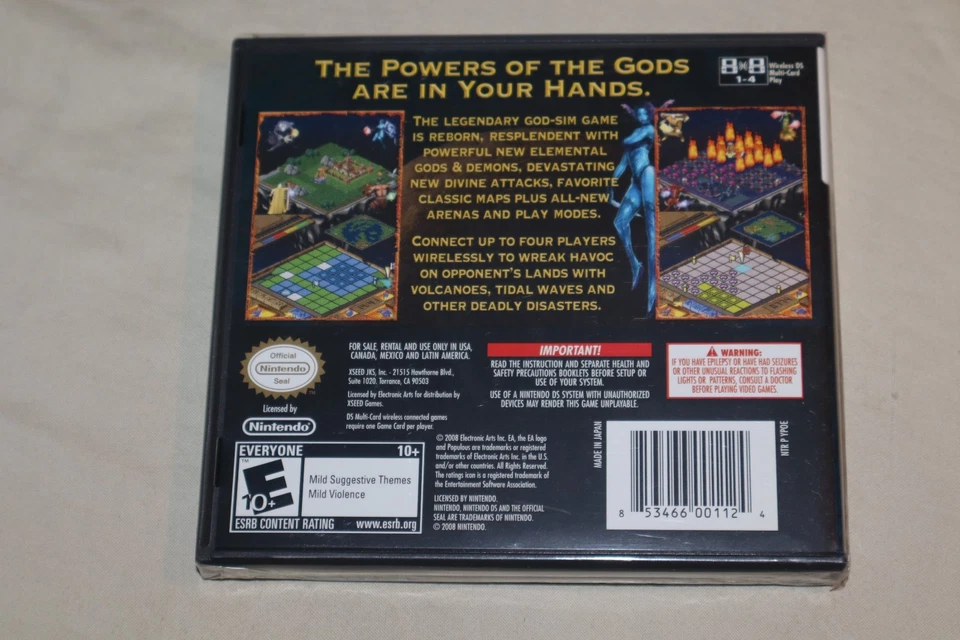 THE POWERS OF THE GODS
ARE IN YOUR HANDS.
1-4
Wireless DS
Multi-Card
Play
THE LEGENDARY GOD-SIM GAME
IS REBORN, RESPLENDENT WITH
POWERFUL NEW ELEMENTAL
GODS & DEMONS, DEVASTATING
NEW DIVINE ATTACKS, FAVORITE
CLASSIC MAPS PLUS ALL-NEW
ARENAS AND PLAY MODES.
CONNECT UP TO FOUR PLAYERS
WIRELESSLY TO WREAK HAVOC
ON OPPONENT'S LANDS WITH
VOLCANOES, TIDAL WAVES AND
OTHER DEADLY DISASTERS.
Official
Nintendo
Seal
Licensed by
Nintendo
FOR SALE, RENTAL AND USE ONLY IN USA,
CANADA, MEXICO AND LATIN AMERICA.
XSEED JKS, Inc. - 21515 Hawthorne Blvd.,
Suite 1020, Torrance, CA 90503
Licensed by Electronic Arts for distribution by
XSEED Games.
DS Multi-Card wireless connected games
require one Game Card per player.
IMPORTANT!
READ THE INSTRUCTION AND SEPARATE HEALTH AND
SAFETY PRECAUTIONS BOOKLETS BEFORE SETUP OR
USE OF YOUR SYSTEM.
USE OF A NINTENDO DS SYSTEM WITH UNAUTHORIZED
DEVICES MAY RENDER THIS GAME UNPLAYABLE.
WARNING:
IF YOU HAVE EPILEPSY OR HAVE HAD SEIZURES
OR OTHER UNUSUAL REACTIONS TO FLASHING
LIGHTS OR PATTERNS, CONSULT A DOCTOR
BEFORE PLAYING VIDEO GAMES.
EVERYONE 10+
E
10+
Mild Suggestive Themes
Mild Violence
ESRB CONTENT RATING www.esrb.org
© 2008 Electronic Arts Inc. EA, the EA logo
and Populous are trademarks or registered
trademarks of Electronic Arts Inc. in the U.S.
and/or other countries. All Rights Reserved.
The ratings icon is a registered trademark of
the Entertainment Software Association.
LICENSED BY NINTENDO.
NINTENDO, NINTENDO DS AND THE OFFICIAL
SEAL ARE TRADEMARKS OF NINTENDO.
© 2008 NINTENDO.
MADE IN JAPAN
8 53466 00112 4
NTR P YPOE